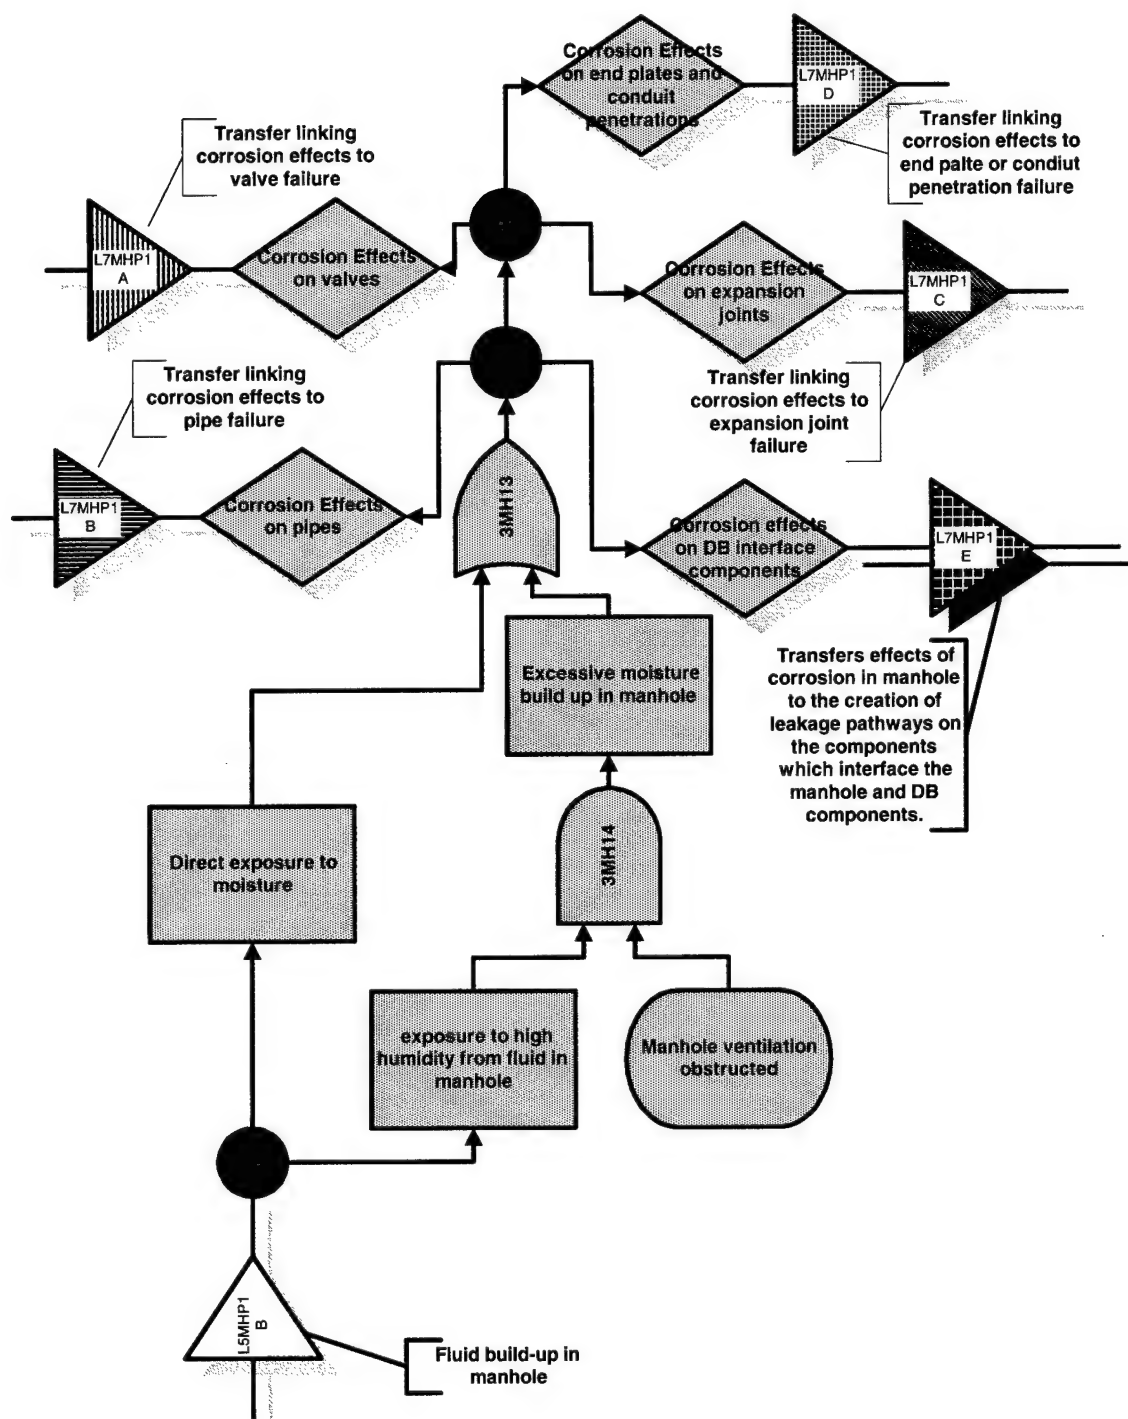 Corrosion Effects
on end plates and
conduit
penetrations
L7MHP1
D
Transfer linking
corrosion effects to
end palte or condiut
penetration failure
Transfer linking
corrosion effects to
valve failure
L7MHP1
A
Corrosion Effects
on valves
Corrosion Effects
on expansion
joints
L7MHP1
C
Transfer linking
corrosion effects to
expansion joint
failure
Transfer linking
corrosion effects to
pipe failure
L7MHP1
B
Corrosion Effects
on pipes
3MH13
Corrosion effects
on DB interface
components
L7MHP1
E
Transfers effects of
corrosion in manhole
to the creation of
leakage pathways on
the components
which interface the
manhole and DB
components.
Excessive moisture
build up in manhole
Direct exposure to
moisture
3MH14
exposure to high
humidity from fluid in
manhole
Manhole ventilation
obstructed
L5MHP1
B
Fluid build-up in
manhole